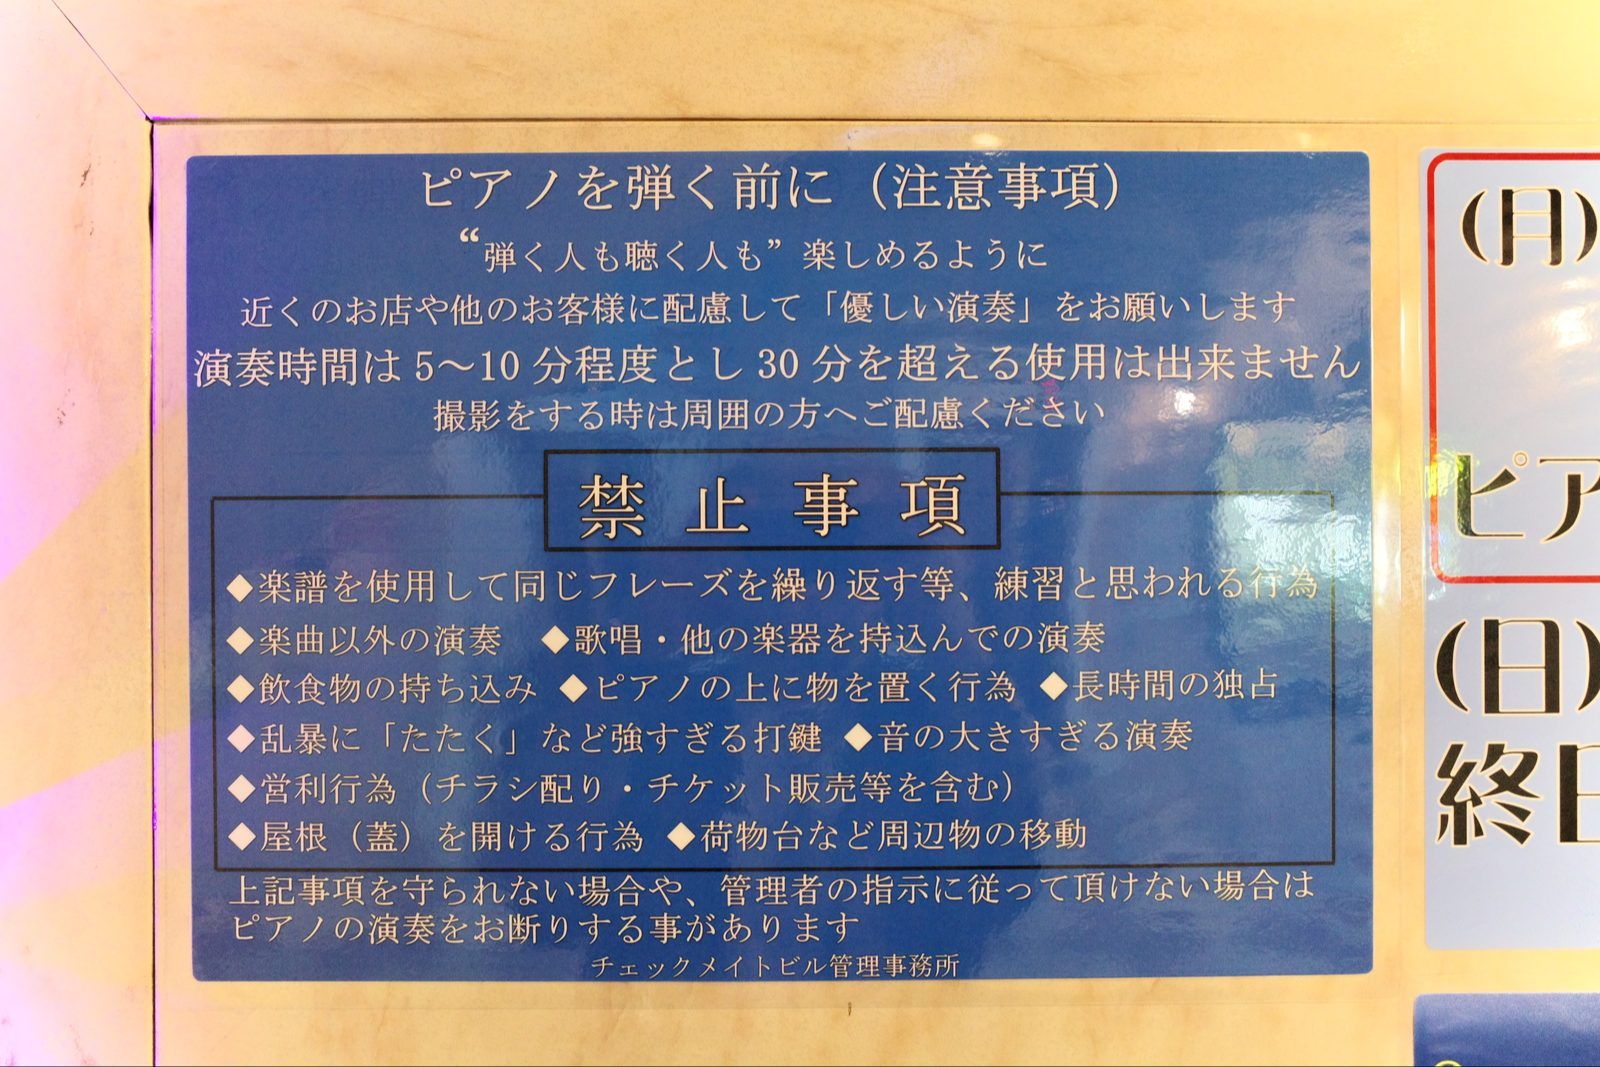 ピアノを弾く前に（注意事項）
“弾く人も聴く人も”楽しめるように
近くのお店や他のお客様に配慮して「優しい演奏」をお願いします
演奏時間は5～10分程度とし30分を超える使用は出来ません
撮影をする時は周囲の方へご配慮ください
禁止事項
◆楽譜を使用して同じフレーズを繰り返す等、練習と思われる行為
◆楽曲以外の演奏　◆歌唱・他の楽器を持込んでの演奏
◆飲食物の持ち込み　◆ピアノの上に物を置く行為　◆長時間の独占
◆乱暴に「たたく」など強すぎる打鍵　◆音の大きすぎる演奏
◆営利行為（チラシ配り・チケット販売等を含む）
◆屋根（蓋）を開ける行為　◆荷物台など周辺物の移動
上記事項を守られない場合や、管理者の指示に従って頂けない場合は
ピアノの演奏をお断りする事があります
チェックメイトビル管理事務所
(月)
ピア
(日)
終日